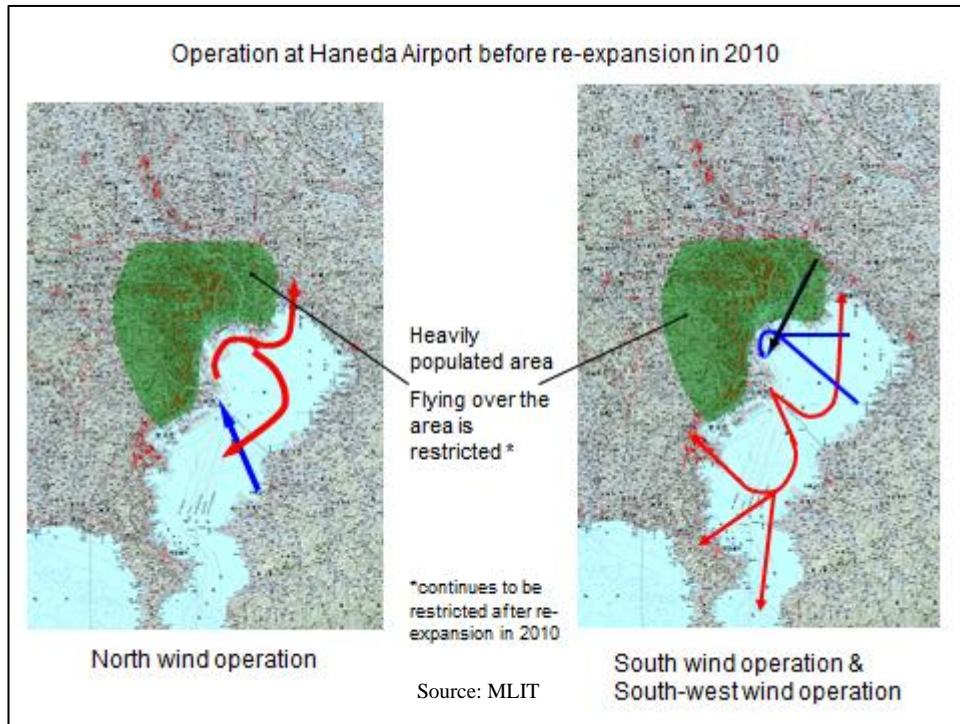 Operation at Haneda Airport before re-expansion in 2010
Heavily
populated area
Flying over the
area is
restricted *
*continues to be
restricted after re-
expansion in 2010
North wind operation
Source: MLIT
South wind operation &
South-west wind operation